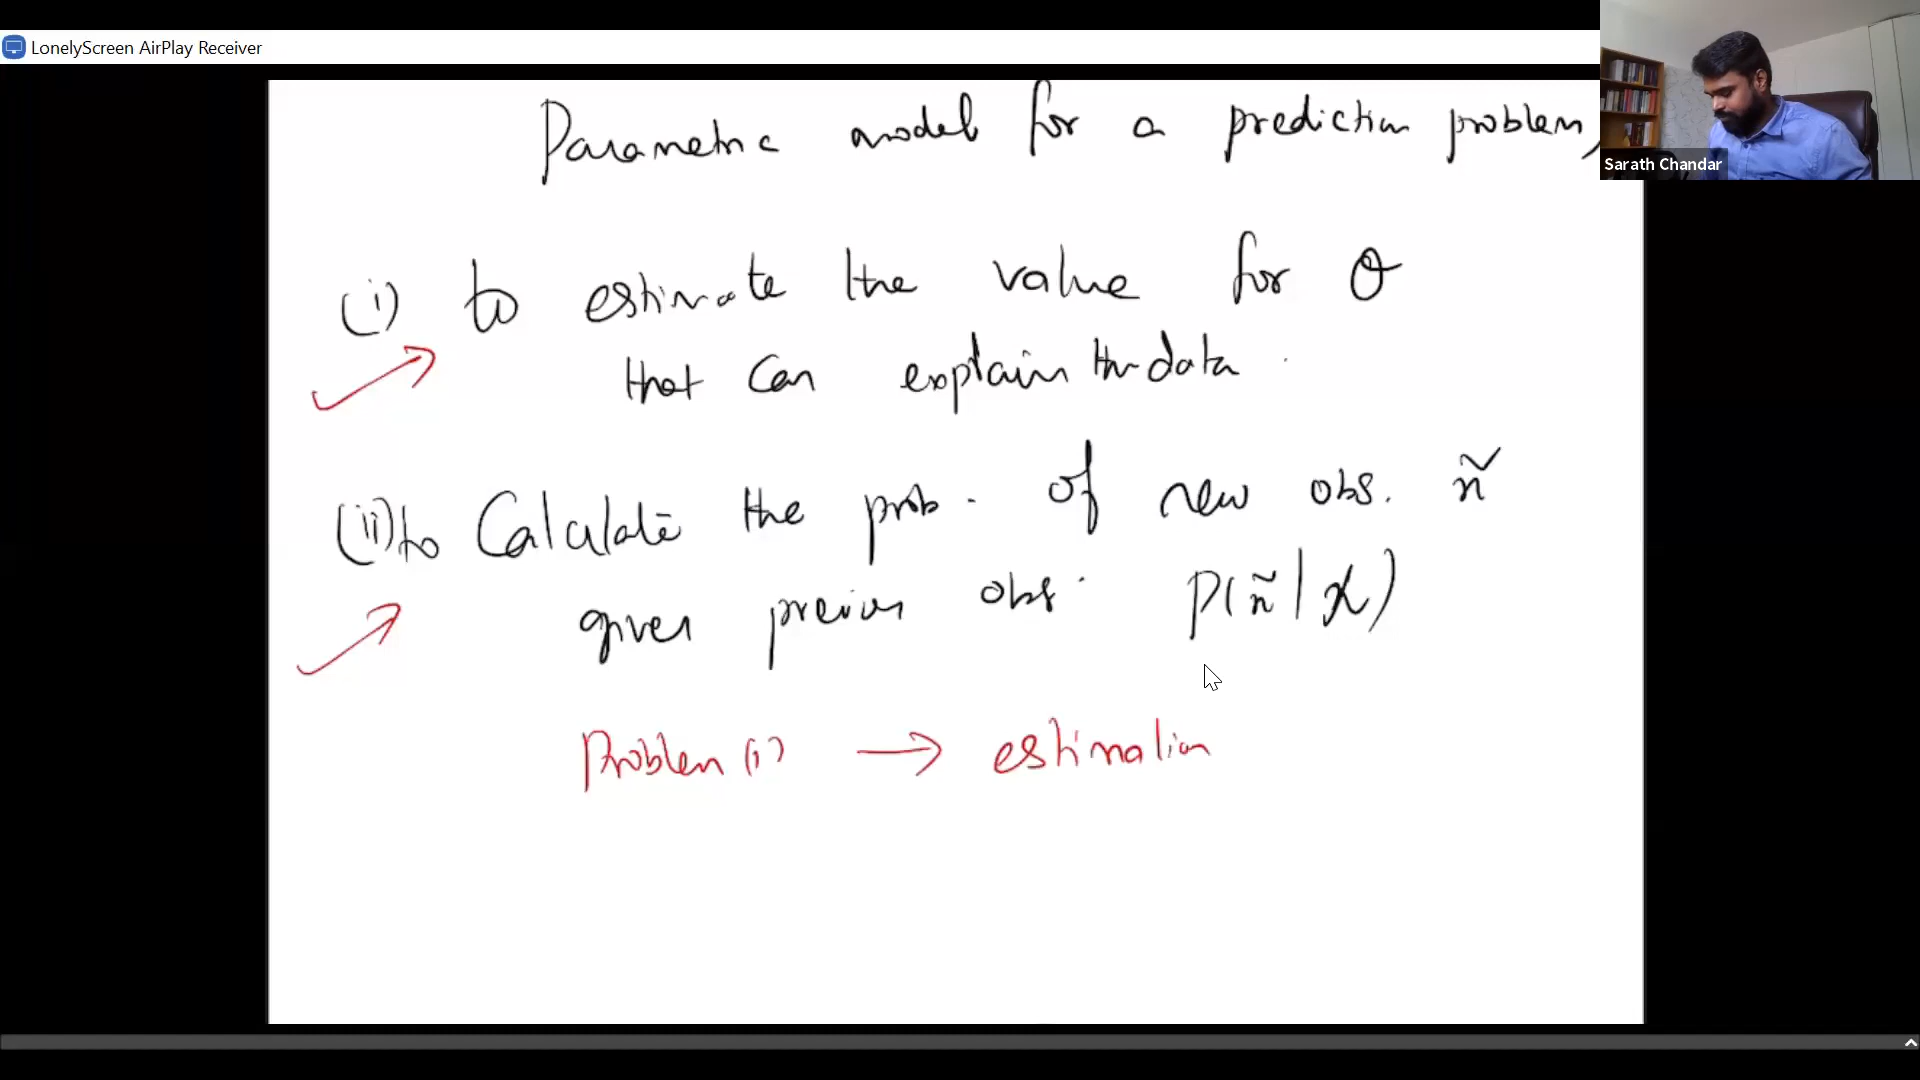 LonelyScreen AirPlay Receiver
Sarath Chandar
Parametric model for a prediction problem,
(i) to estimate the value for θ
that can explain the data.
(ii) to Calculate the prob. of new obs. x̃
given previous obs. P(x̃|X)
Problem (i) → estimation